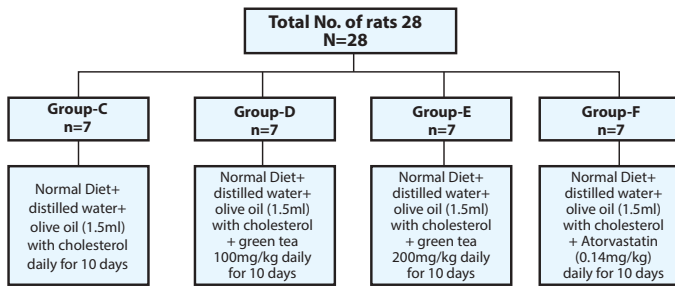 Total No. of rats 28
N=28
Group-C
n=7
Group-D
n=7
Group-E
n=7
Group-F
n=7
Normal Diet+
distilled water+
olive oil (1.5ml)
with cholesterol
daily for 10 days
Normal Diet+
distilled water+
olive oil (1.5ml)
with cholesterol
+ green tea
100mg/kg daily
for 10 days
Normal Diet+
distilled water+
olive oil (1.5ml)
with cholesterol
+ green tea
200mg/kg daily
for 10 days
Normal Diet+
distilled water+
olive oil (1.5ml)
with cholesterol
+ Atorvastatin
(0.14mg/kg)
daily for 10 days